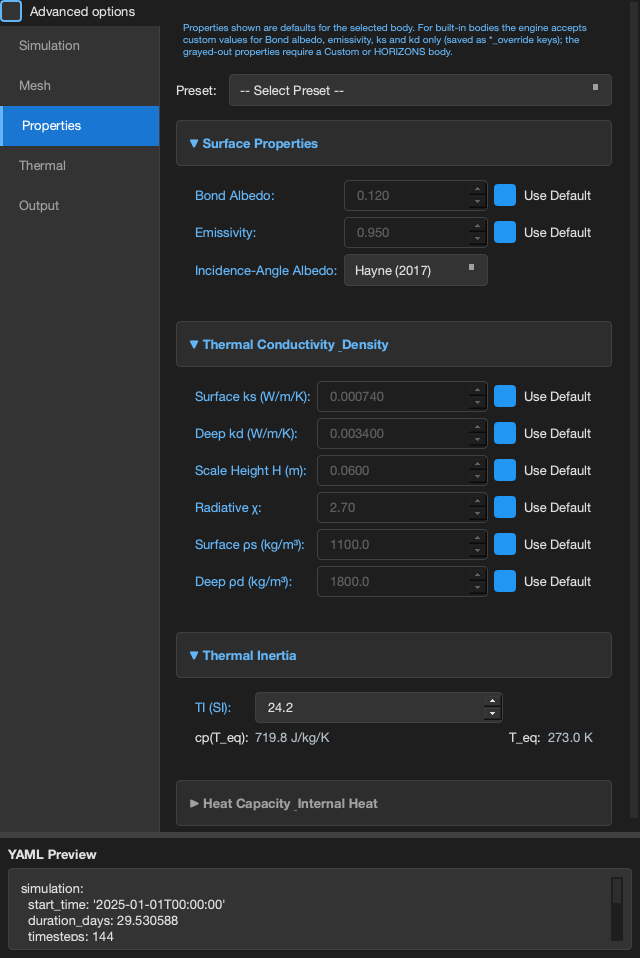 Advanced options
Simulation
Mesh
Properties
Thermal
Output
Properties shown are defaults for the selected body. For built-in bodies the engine accepts
custom values for Bond albedo, emissivity, ks and kd only (saved as *_override keys); the
grayed-out properties require a Custom or HORIZONS body.
Preset: -- Select Preset --
▼ Surface Properties
Bond Albedo: 0.120 Use Default
Emissivity: 0.950 Use Default
Incidence-Angle Albedo: Hayne (2017)
▼ Thermal Conductivity _Density
Surface ks (W/m/K): 0.000740 Use Default
Deep kd (W/m/K): 0.003400 Use Default
Scale Height H (m): 0.0600 Use Default
Radiative χ: 2.70 Use Default
Surface ρs (kg/m³): 1100.0 Use Default
Deep ρd (kg/m³): 1800.0 Use Default
▼ Thermal Inertia
TI (SI): 24.2
cp(T_eq): 719.8 J/kg/K T_eq: 273.0 K
▶ Heat Capacity _Internal Heat
YAML Preview
simulation:
start_time: '2025-01-01T00:00:00'
duration_days: 29.530588
timesteps: 144